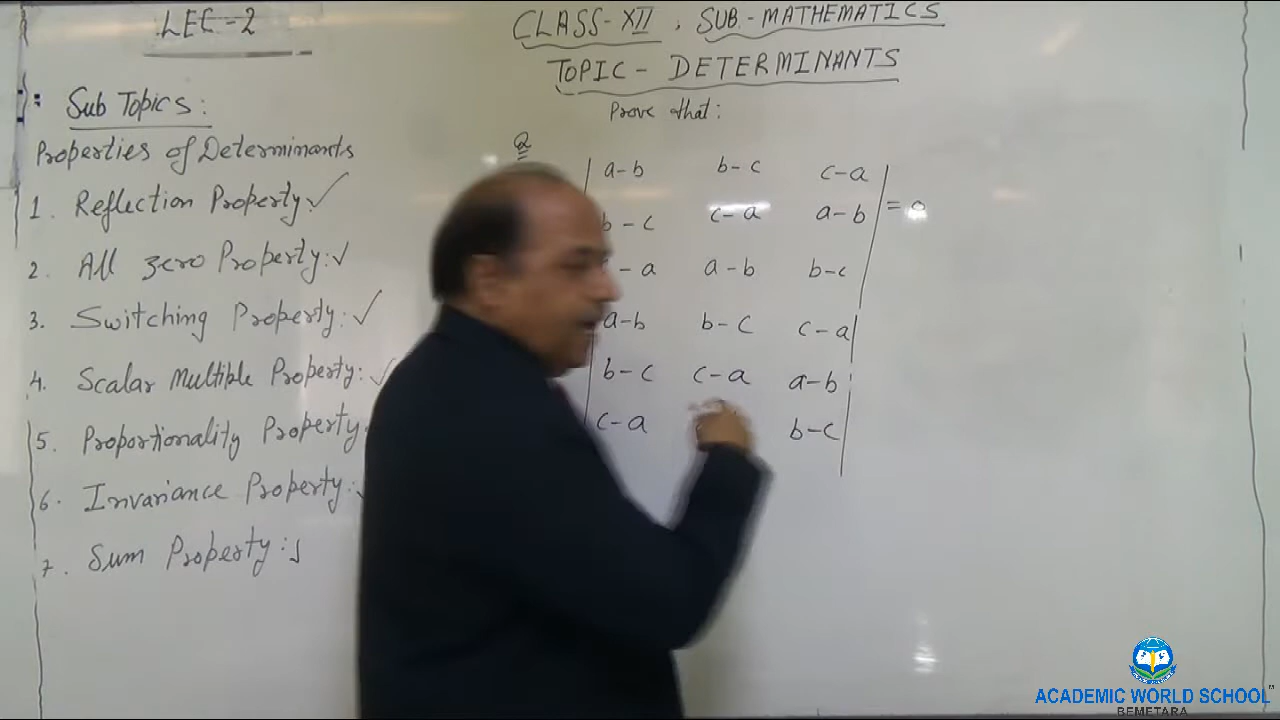 LEC-2
CLASS-XII, SUB.-MATHEMATICS
TOPIC- DETERMINANTS
Sub Topics:
Properties of Determinants
1. Reflection Property: ✓
2. All zero Property: ✓
3. Switching Property: ✓
4. Scalar Multiple Property: ✓
5. Proportionality Property
6. Invariance Property:
7. Sum Property:
Prove that:
Q
a-b b-c c-a
b-c c-a a-b = 0
-a a-b b-c
a-b b-c c-a
b-c c-a a-b
c-a b-c
ACADEMIC WORLD SCHOOL
BEMETARA